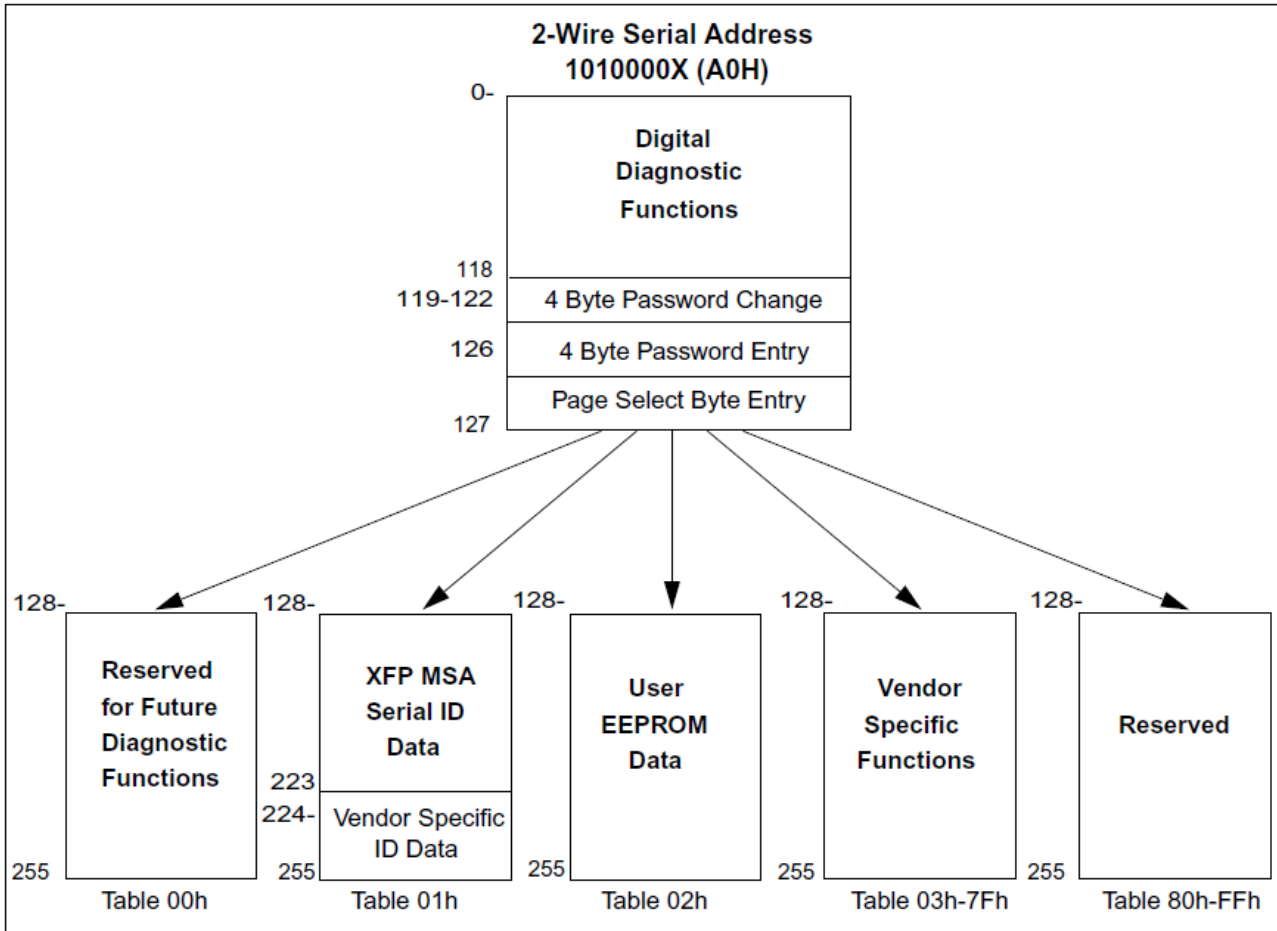 2-Wire Serial Address
1010000X (A0H)
0-
Digital
Diagnostic
Functions
118
119-122
4 Byte Password Change
126
4 Byte Password Entry
Page Select Byte Entry
127
128-
Reserved
for Future
Diagnostic
Functions
255
Table 00h
128-
XFP MSA
Serial ID
Data
223
224-
Vendor Specific
ID Data
255
Table 01h
128-
User
EEPROM
Data
255
Table 02h
128-
Vendor
Specific
Functions
255
Table 03h-7Fh
128-
Reserved
255
Table 80h-FFh